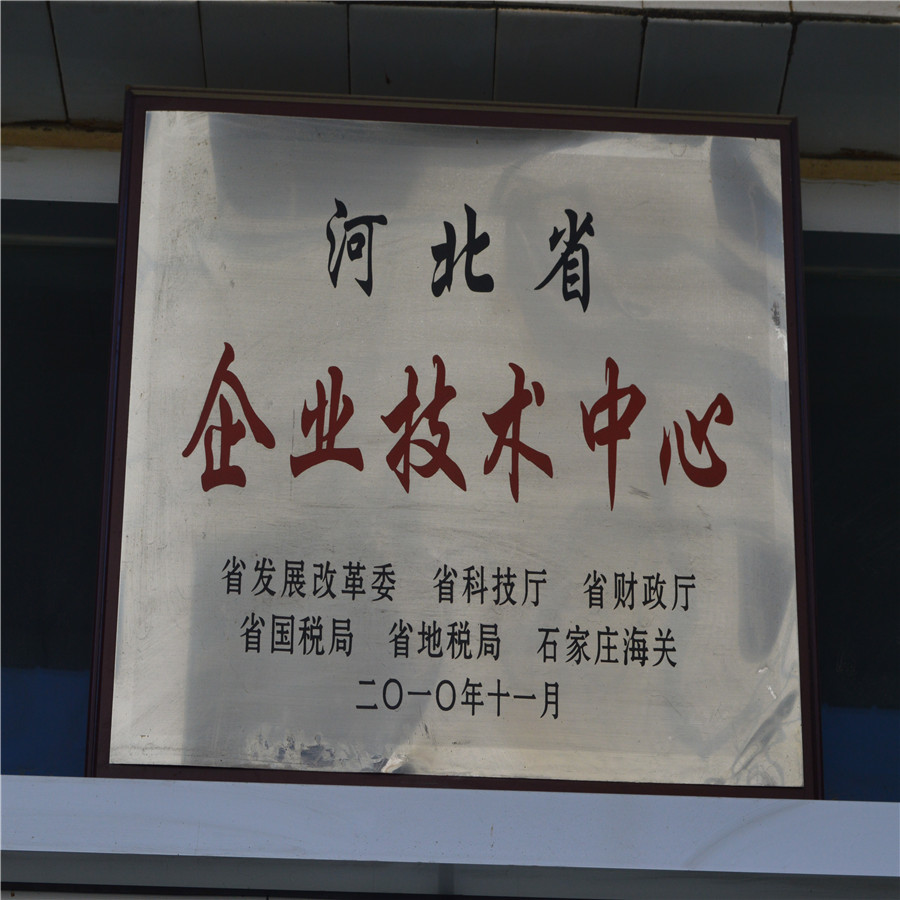 河北省
企业技术中心
省发展改革委 省科技厅 省财政厅
省国税局 省地税局 石家庄海关
二〇一〇年十一月